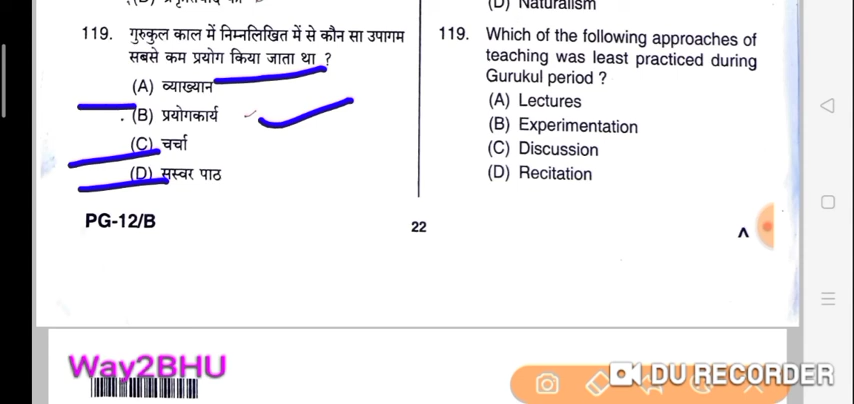 (D) Naturalism
119. गुरुकुल काल में निम्नलिखित में से कौन सा उपागम
सबसे कम प्रयोग किया जाता था ?
(A) व्याख्यान
(B) प्रयोगकार्य
(C) चर्चा
(D) सस्वर पाठ
119. Which of the following approaches of
teaching was least practiced during
Gurukul period ?
(A) Lectures
(B) Experimentation
(C) Discussion
(D) Recitation
PG-12/B
22
Way2BHU
DU RECORDER